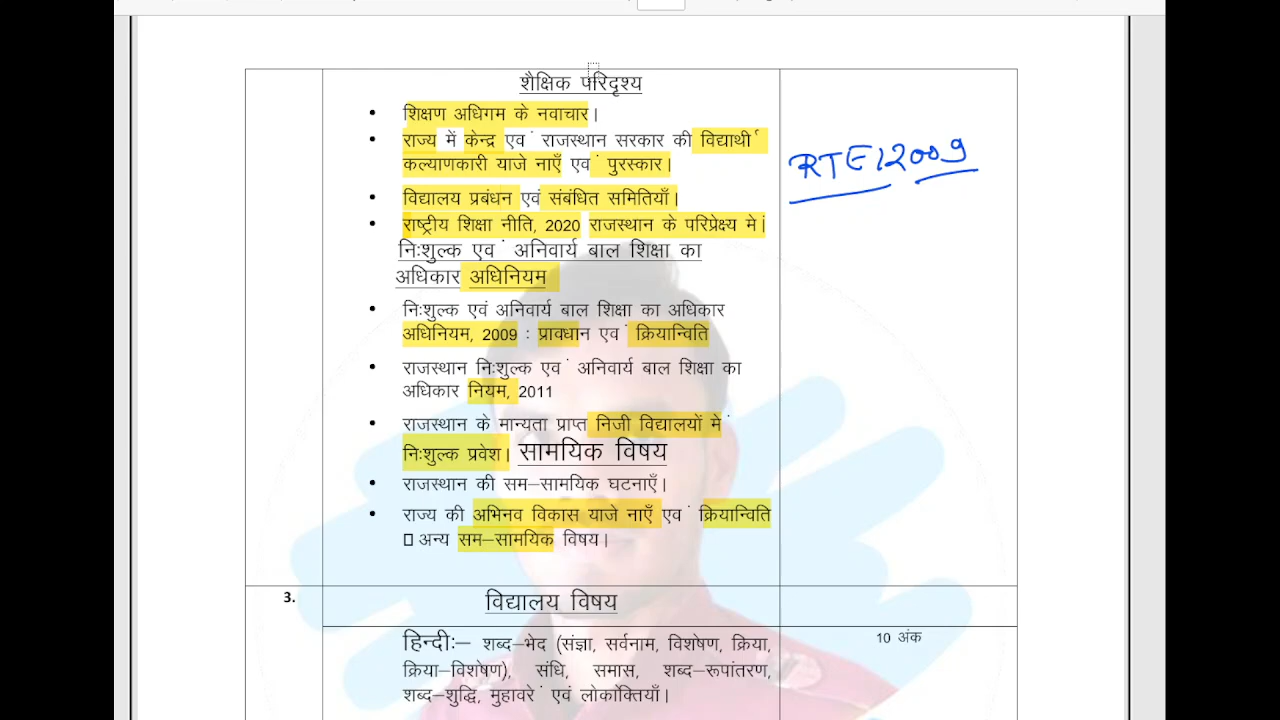 शैक्षिक परिदृश्य
• शिक्षण अधिगम के नवाचार।
• राज्य में केन्द्र एवं राजस्थान सरकार की विद्यार्थी
कल्याणकारी याजे नाएँ एवं पुरस्कार।
• विद्यालय प्रबंधन एवं संबंधित समितियाँ।
• राष्ट्रीय शिक्षा नीति, 2020 राजस्थान के परिप्रेक्ष्य मे।ं
निःशुल्क एवं अनिवार्य बाल शिक्षा का
अधिकार अधिनियम
• निःशुल्क एवं अनिवार्य बाल शिक्षा का अधिकार
अधिनियम, 2009 : प्रावधान एवं क्रियान्विति
• राजस्थान निःशुल्क एवं अनिवार्य बाल शिक्षा का
अधिकार नियम, 2011
• राजस्थान के मान्यता प्राप्त निजी विद्यालयों में
निःशुल्क प्रवेश। सामयिक विषय
• राजस्थान की सम–सामयिक घटनाएँ।
• राज्य की अभिनव विकास याजे नाएँ एवं क्रियान्विति
□ अन्य सम–सामयिक विषय।
RTE/2009
3. विद्यालय विषय
हिन्दीः– शब्द–भेद (संज्ञा, सर्वनाम, विशेषण, क्रिया, 10 अंक
क्रिया–विशेषण), संधि, समास, शब्द–रूपांतरण,
शब्द–शुद्धि, मुहावरे एवं लोकोक्तियाँ।